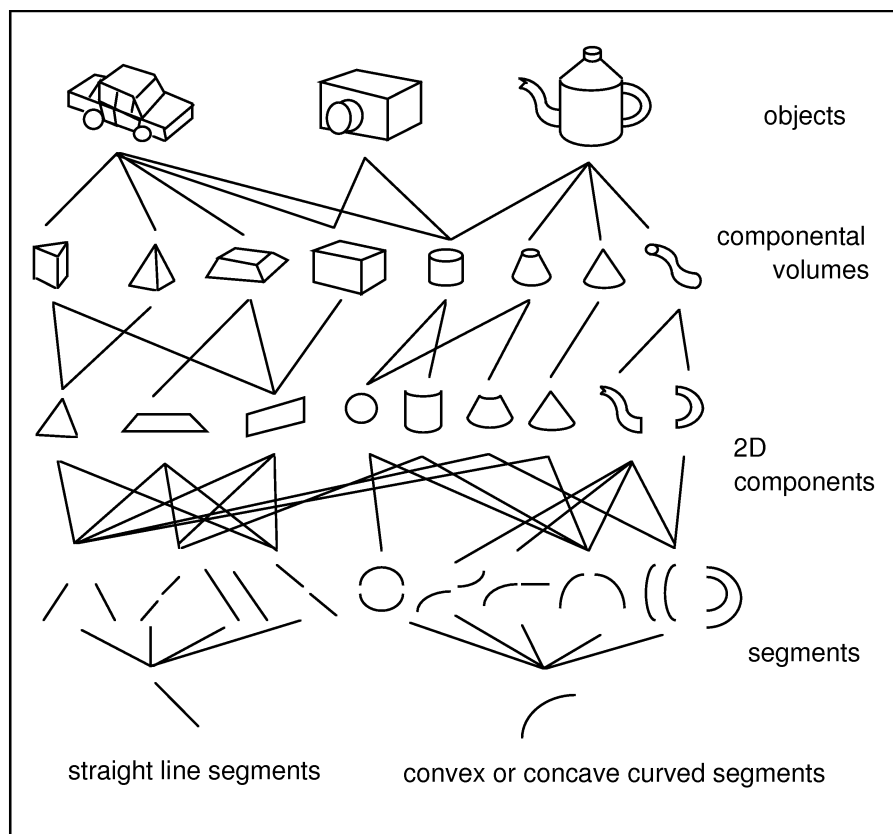 objects
componental
volumes
2D
components
segments
straight line segments
convex or concave curved segments